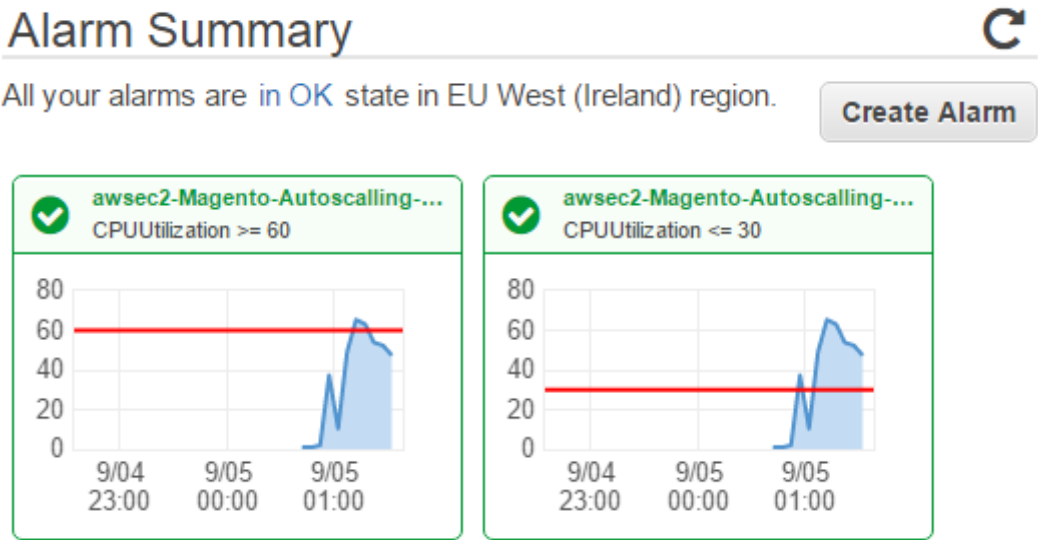 Alarm Summary
All your alarms are in OK state in EU West (Ireland) region.
Create Alarm
awsec2-Magento-Autoscalling-...
CPUUtilization >= 60
80
60
40
20
0
9/04 9/05 9/05
23:00 00:00 01:00
awsec2-Magento-Autoscalling-...
CPUUtilization <= 30
80
60
40
20
0
9/04 9/05 9/05
23:00 00:00 01:00